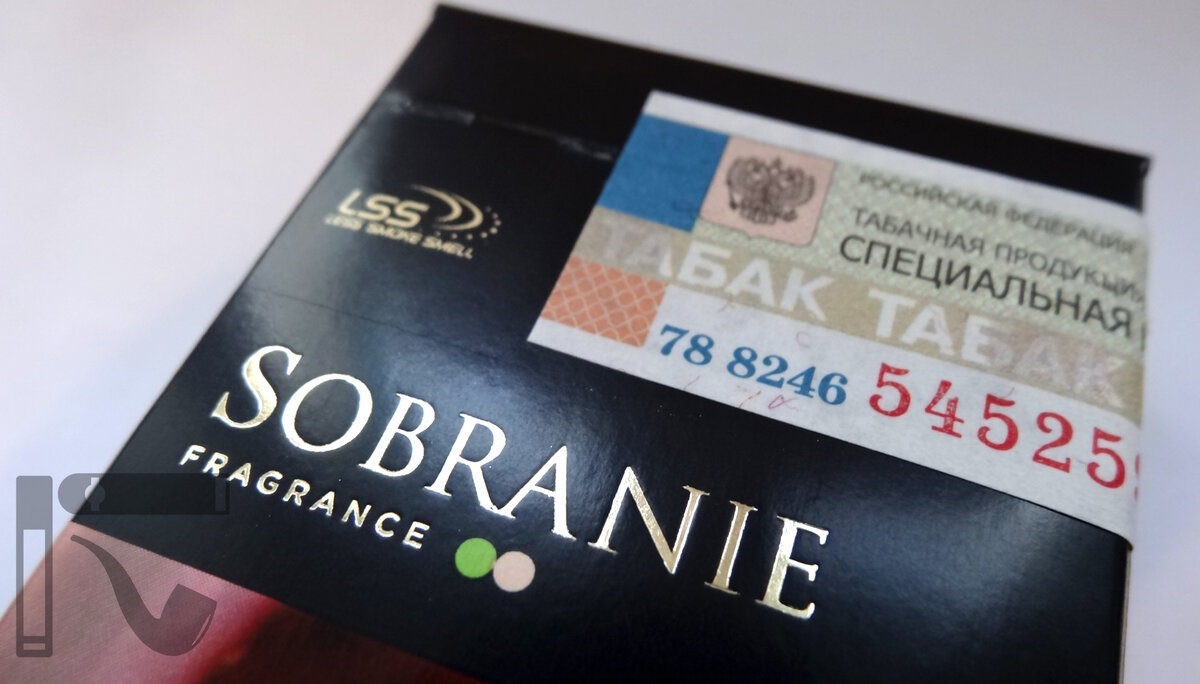 LSS
LESS SMOKE SMELL
РОССИЙСКАЯ ФЕДЕРАЦИЯ
ТАБАЧНАЯ ПРОДУКЦИЯ
СПЕЦИАЛЬНАЯ
ТАБАК ТАБАК
78 8246 54525
SOBRANIE
FRAGRANCE